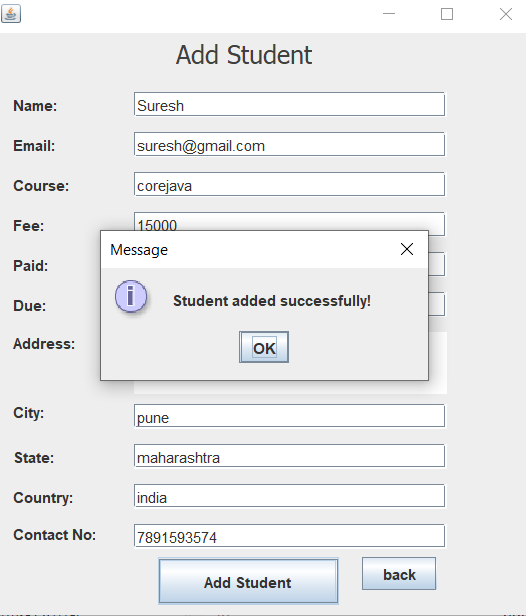 Add Student
Name: Suresh
Email: suresh@gmail.com
Course: corejava
Fee: 15000
Message
Paid:
Student added successfully!
Due:
OK
Address:
City: pune
State: maharashtra
Country: india
Contact No: 7891593574
Add Student back